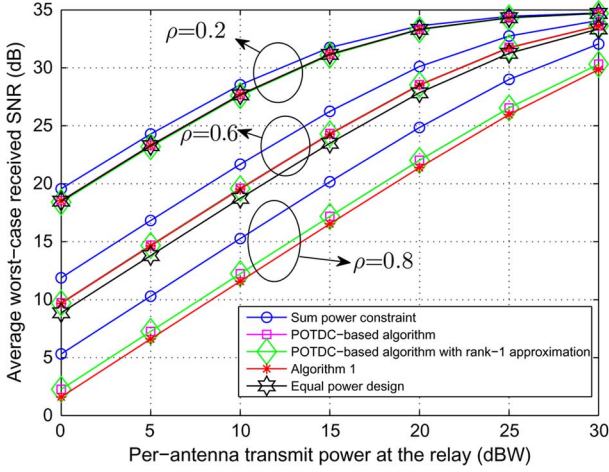 35
30
25
20
15
10
5
0
Average worst-case received SNR (dB)
ρ=0.2
ρ=0.6
ρ=0.8
Sum power constraint
POTDC-based algorithm
POTDC-based algorithm with rank-1 approximation
Algorithm 1
Equal power design
0 5 10 15 20 25 30
Per-antenna transmit power at the relay (dBW)